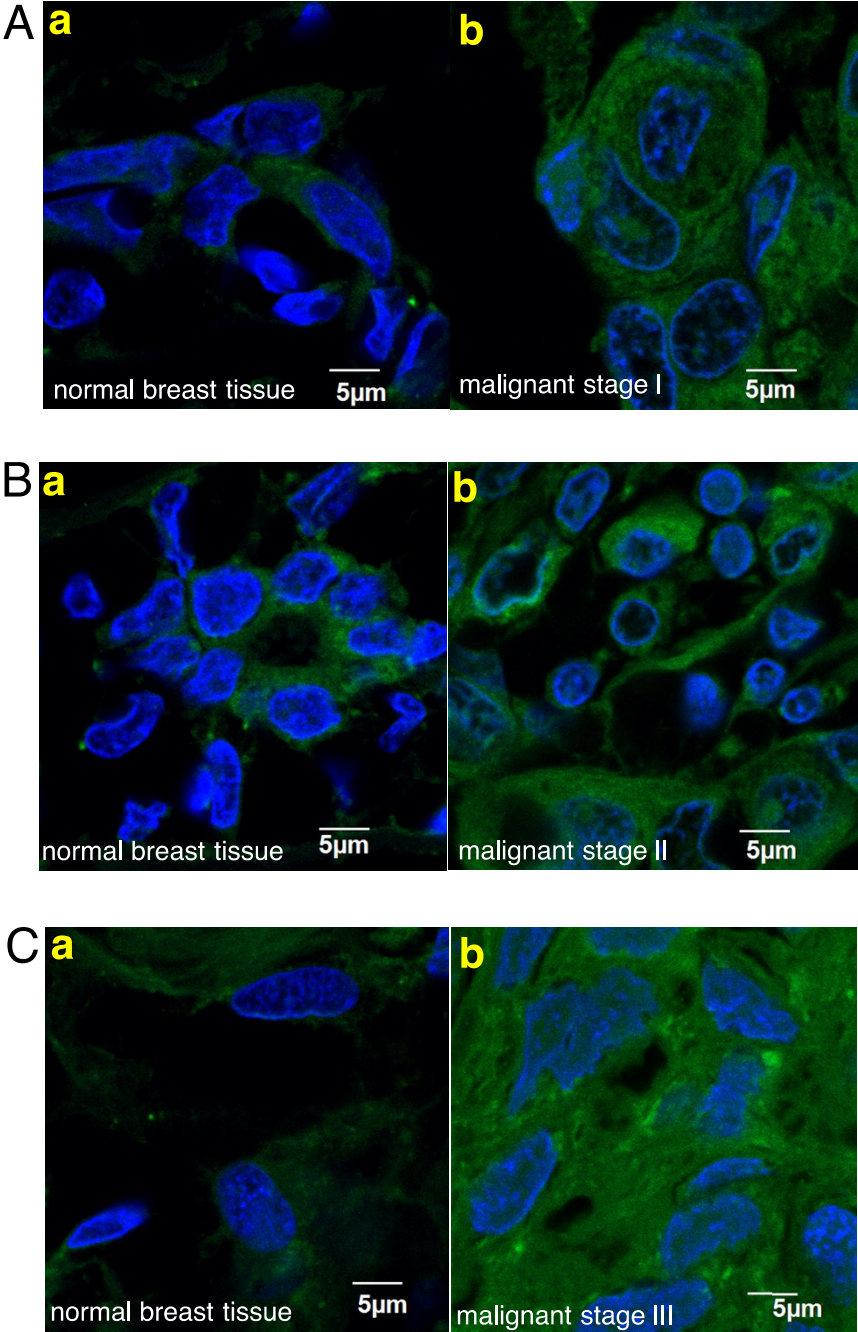 A
a
b
normal breast tissue
5µm
malignant stage I
5µm
B
a
b
normal breast tissue
5µm
malignant stage II
5µm
C
a
b
normal breast tissue
5µm
malignant stage III
5µm